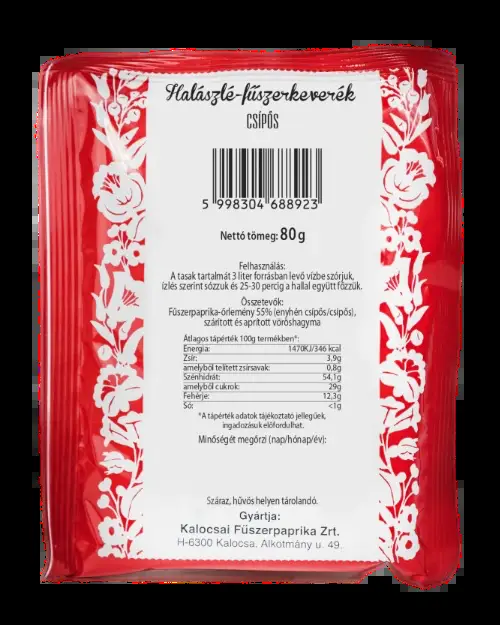 Halászlé-fűszerkeverék
CSÍPŐS
5 998304 688923
Nettó tömeg: 80 g
Felhasználás:
A tasak tartalmát 3 liter forrásban levő vízbe szórjuk,
ízlés szerint sózzuk és 25-30 percig a hallal együtt főzzük.
Összetevők:
Fűszerpaprika-őrlemény 55% (enyhén csípős/csípős),
szárított és aprított vöröshagyma
Átlagos tápérték 100g termékben*:
Energia: 1470KJ/346 kcal
Zsír: 3,9g
amelyből telített zsírsavak: 0,8g
Szénhidrát: 54,1g
amelyből cukrok: 29g
Fehérje: 12,3g
Só: <1g
*A tápérték adatok tájékoztató jellegűek,
ingadozásuk előfordulhat.
Minőségét megőrzi (nap/hónap/év):
Száraz, hűvös helyen tárolandó.
Gyártja:
Kalocsai Fűszerpaprika Zrt.
H-6300 Kalocsa, Alkotmány u. 49.